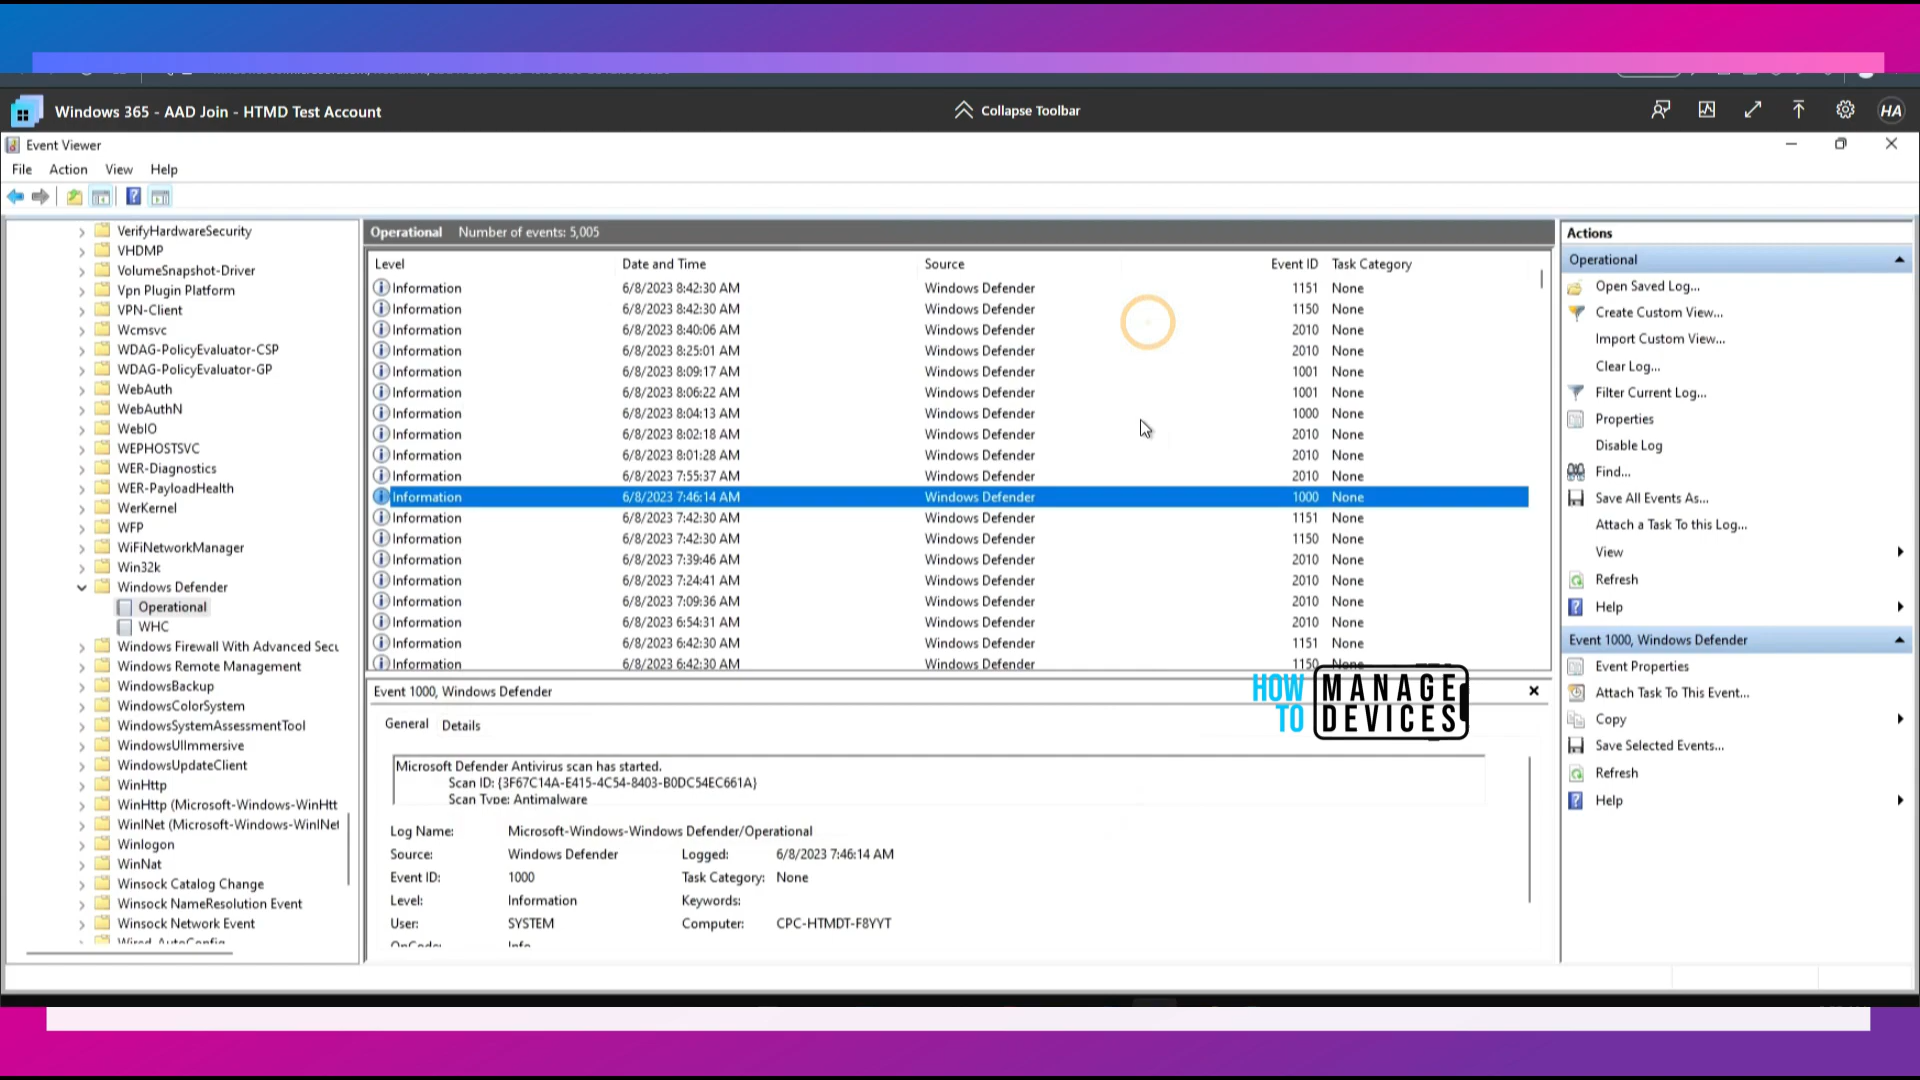 Windows 365 - AAD Join - HTMD Test Account
Collapse Toolbar
HA
Event Viewer
File Action View Help
VerifyHardwareSecurity
VHDMP
VolumeSnapshot-Driver
Vpn Plugin Platform
VPN-Client
Wcmsvc
WDAG-PolicyEvaluator-CSP
WDAG-PolicyEvaluator-GP
WebAuth
WebAuthN
WebIO
WEPHOSTSVC
WER-Diagnostics
WER-PayloadHealth
WerKernel
WFP
WiFiNetworkManager
Win32k
Windows Defender
Operational
WHC
Windows Firewall With Advanced Secu
Windows Remote Management
WindowsBackup
WindowsColorSystem
WindowsSystemAssessmentTool
WindowsUIImmersive
WindowsUpdateClient
WinHttp
WinHttp (Microsoft-Windows-WinHtt
WinINet (Microsoft-Windows-WinINet
Winlogon
WinNat
Winsock Catalog Change
Winsock NameResolution Event
Winsock Network Event
Wired-AutoConfig
Operational Number of events: 5,005
Level Date and Time Source Event ID Task Category
Information 6/8/2023 8:42:30 AM Windows Defender 1151 None
Information 6/8/2023 8:42:30 AM Windows Defender 1150 None
Information 6/8/2023 8:40:06 AM Windows Defender 2010 None
Information 6/8/2023 8:25:01 AM Windows Defender 2010 None
Information 6/8/2023 8:09:17 AM Windows Defender 1001 None
Information 6/8/2023 8:06:22 AM Windows Defender 1001 None
Information 6/8/2023 8:04:13 AM Windows Defender 1000 None
Information 6/8/2023 8:02:18 AM Windows Defender 2010 None
Information 6/8/2023 8:01:28 AM Windows Defender 2010 None
Information 6/8/2023 7:55:37 AM Windows Defender 2010 None
Information 6/8/2023 7:46:14 AM Windows Defender 1000 None
Information 6/8/2023 7:42:30 AM Windows Defender 1151 None
Information 6/8/2023 7:42:30 AM Windows Defender 1150 None
Information 6/8/2023 7:39:46 AM Windows Defender 2010 None
Information 6/8/2023 7:24:41 AM Windows Defender 2010 None
Information 6/8/2023 7:09:36 AM Windows Defender 2010 None
Information 6/8/2023 6:54:31 AM Windows Defender 2010 None
Information 6/8/2023 6:42:30 AM Windows Defender 1151 None
Information 6/8/2023 6:42:30 AM Windows Defender 1150 None
HOW TO
MANAGE
DEVICES
Event 1000, Windows Defender
General Details
Microsoft Defender Antivirus scan has started.
Scan ID: {3F67C14A-E415-4C54-8403-B0DC54EC661A}
Scan Type: Antimalware
Log Name: Microsoft-Windows-Windows Defender/Operational
Source: Windows Defender Logged: 6/8/2023 7:46:14 AM
Event ID: 1000 Task Category: None
Level: Information Keywords:
User: SYSTEM Computer: CPC-HTMDT-F8YYT
OpCode: Info
Actions
Operational
Open Saved Log...
Create Custom View...
Import Custom View...
Clear Log...
Filter Current Log...
Properties
Disable Log
Find...
Save All Events As...
Attach a Task To this Log...
View
Refresh
Help
Event 1000, Windows Defender
Event Properties
Attach Task To This Event...
Copy
Save Selected Events...
Refresh
Help